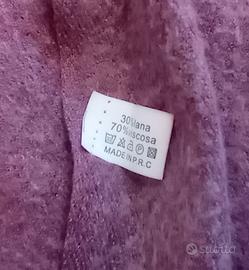 30%lana
70%viscosa
MADE IN P.R.C
subito